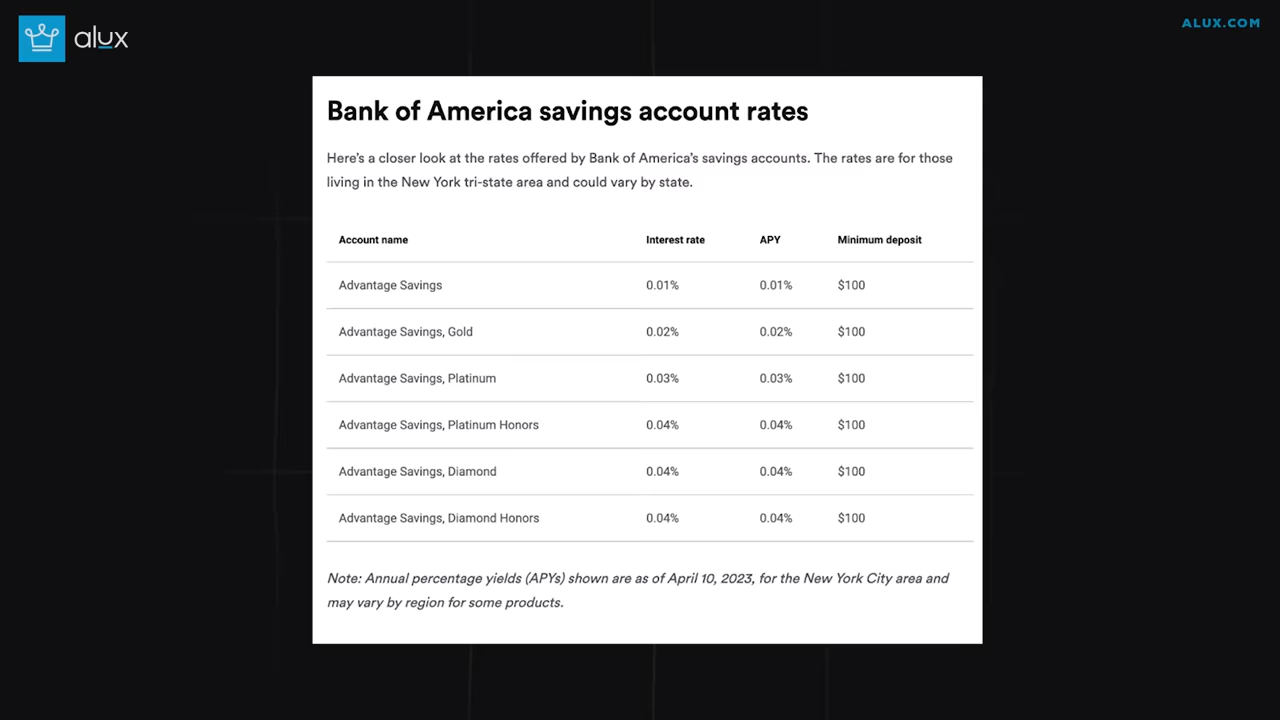 alux
ALUX.COM
Bank of America savings account rates
Here's a closer look at the rates offered by Bank of America's savings accounts. The rates are for those
living in the New York tri-state area and could vary by state.
Account name Interest rate APY Minimum deposit
Advantage Savings 0.01% 0.01% $100
Advantage Savings, Gold 0.02% 0.02% $100
Advantage Savings, Platinum 0.03% 0.03% $100
Advantage Savings, Platinum Honors 0.04% 0.04% $100
Advantage Savings, Diamond 0.04% 0.04% $100
Advantage Savings, Diamond Honors 0.04% 0.04% $100
Note: Annual percentage yields (APYs) shown are as of April 10, 2023, for the New York City area and
may vary by region for some products.